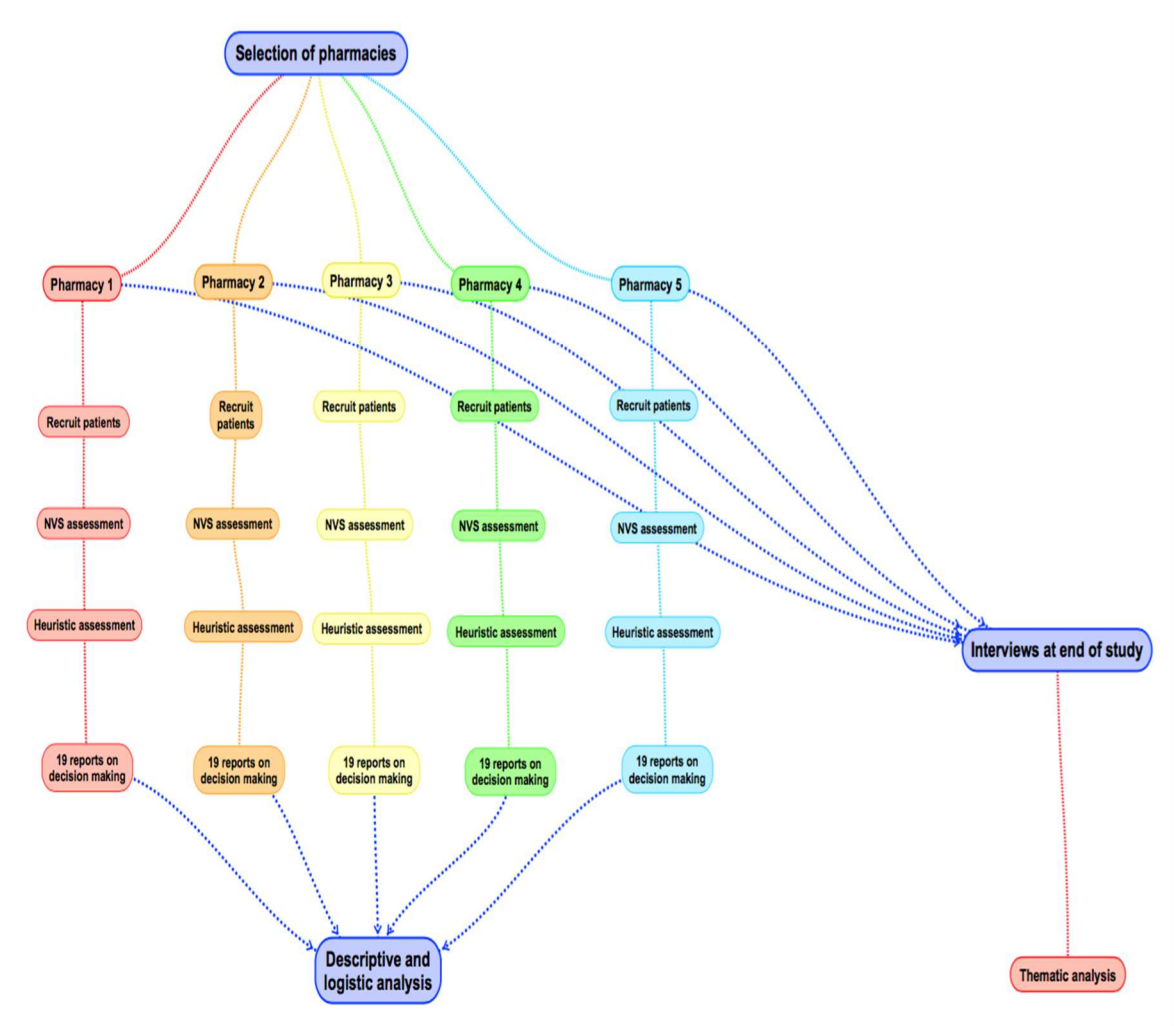 Selection of pharmacies
Pharmacy 1
Pharmacy 2
Pharmacy 3
Pharmacy 4
Pharmacy 5
Recruit patients
Recruit
patients
Recruit patients
Recruit patients
Recruit patients
NVS assessment
NVS assessment
NVS assessment
NVS assessment
NVS assessment
Heuristic assessment
Heuristic assessment
Heuristic assessment
Heuristic assessment
Heuristic assessment
Interviews at end of study
19 reports on
decision making
19 reports on
decision making
19 reports on
decision making
19 reports on
decision making
19 reports on
decision making
Descriptive and
logistic analysis
Thematic analysis